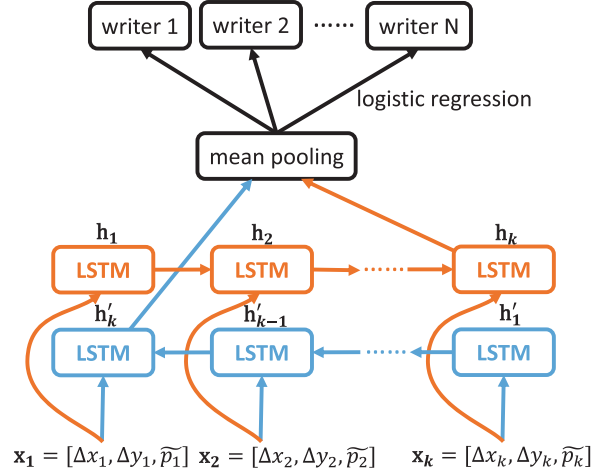 writer 1 writer 2 ...... writer N
logistic regression
mean pooling
h₁ h₂ hₖ
LSTM LSTM ...... LSTM
h′ₖ h′ₖ₋₁ h′₁
LSTM LSTM ...... LSTM
x₁ = [Δx₁, Δy₁, p̃₁] x₂ = [Δx₂, Δy₂, p̃₂] xₖ = [Δxₖ, Δyₖ, p̃ₖ]